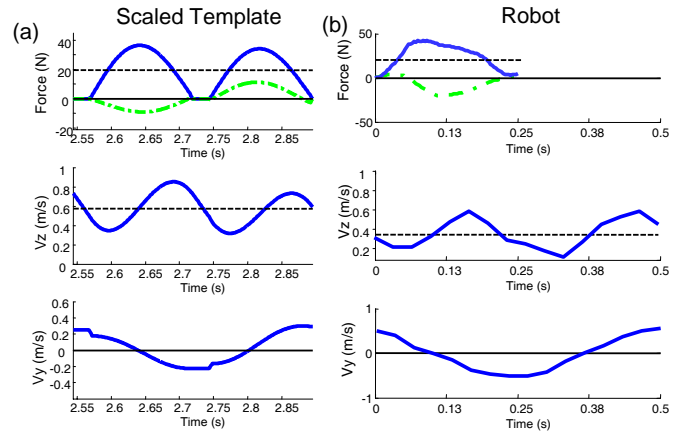 Scaled Template
Robot
(a)
(b)
Force (N)
40
20
0
-20
2.55 2.6 2.65 2.7 2.75 2.8 2.85
Time (s)
Force (N)
50
0
-50
0 0.13 0.25 0.38 0.5
Time (s)
Vz (m/s)
1
0.8
0.6
0.4
0.2
0
2.55 2.6 2.65 2.7 2.75 2.8 2.85
Time (s)
Vz (m/s)
0.8
0.6
0.4
0.2
0 0.13 0.25 0.38 0.5
Time (s)
Vy (m/s)
0.6
0.4
0.2
0
-0.2
-0.4
2.55 2.6 2.65 2.7 2.75 2.8 2.85
Time (s)
Vy (m/s)
1
0
-1
0 0.13 0.25 0.38 0.5
Time (s)